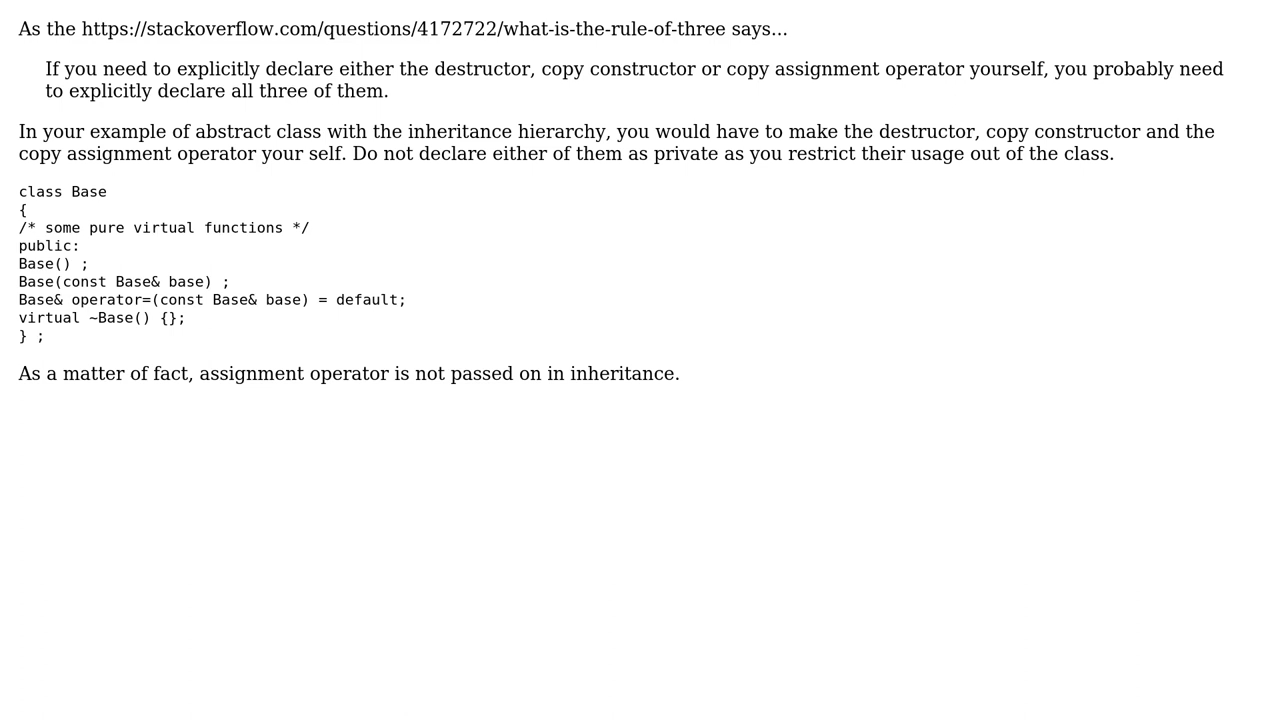 As the https://stackoverflow.com/questions/4172722/what-is-the-rule-of-three says...
If you need to explicitly declare either the destructor, copy constructor or copy assignment operator yourself, you probably need
to explicitly declare all three of them.
In your example of abstract class with the inheritance hierarchy, you would have to make the destructor, copy constructor and the
copy assignment operator your self. Do not declare either of them as private as you restrict their usage out of the class.
class Base
{
/* some pure virtual functions */
public:
Base() ;
Base(const Base& base) ;
Base& operator=(const Base& base) = default;
virtual ~Base() {};
} ;
As a matter of fact, assignment operator is not passed on in inheritance.